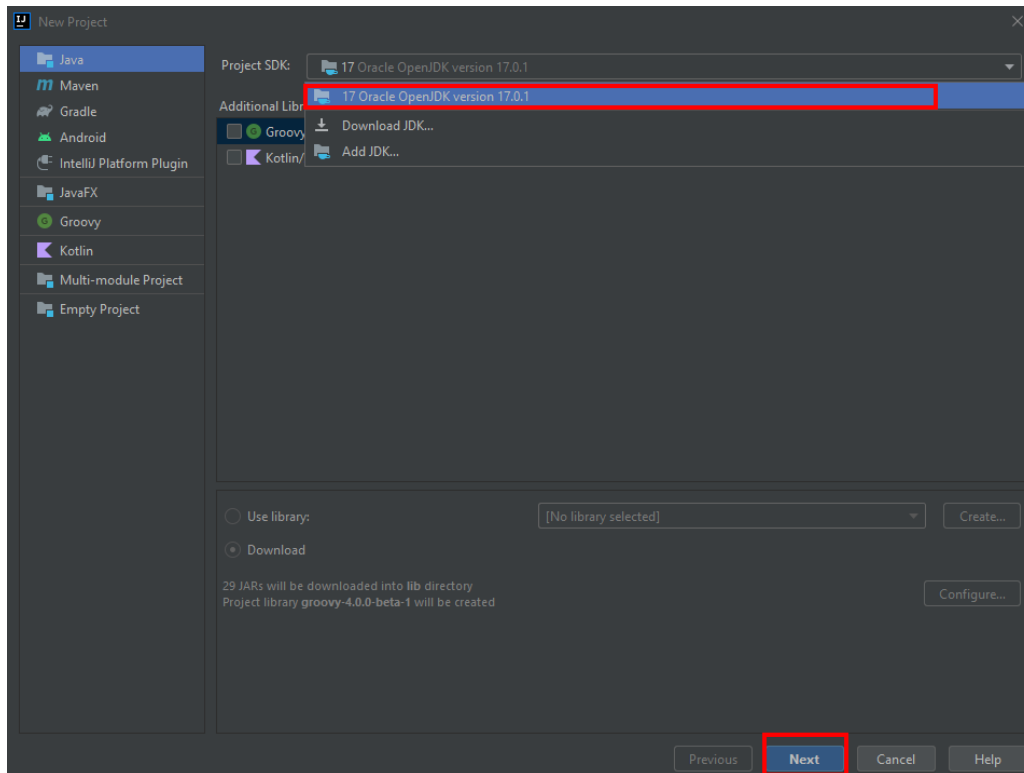 New Project
Java
Maven
Gradle
Android
IntelliJ Platform Plugin
JavaFX
Groovy
Kotlin
Multi-module Project
Empty Project
Project SDK:
17 Oracle OpenJDK version 17.0.1
17 Oracle OpenJDK version 17.0.1
Download JDK...
Add JDK...
Additional Libr
Groovy
Kotlin/
Use library:
[No library selected]
Create...
Download
29 JARs will be downloaded into lib directory
Project library groovy-4.0.0-beta-1 will be created
Configure...
Previous
Next
Cancel
Help